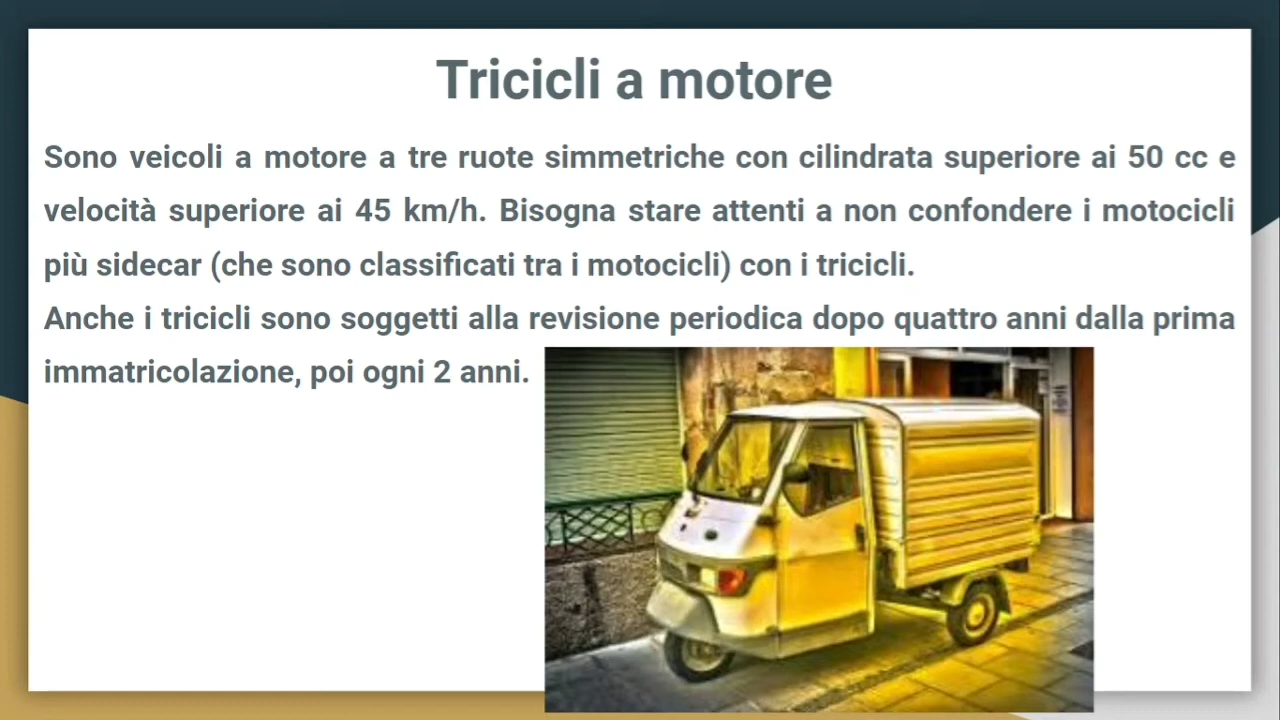 Tricicli a motore
Sono veicoli a motore a tre ruote simmetriche con cilindrata superiore ai 50 cc e
velocità superiore ai 45 km/h. Bisogna stare attenti a non confondere i motocicli
più sidecar (che sono classificati tra i motocicli) con i tricicli.
Anche i tricicli sono soggetti alla revisione periodica dopo quattro anni dalla prima
immatricolazione, poi ogni 2 anni.